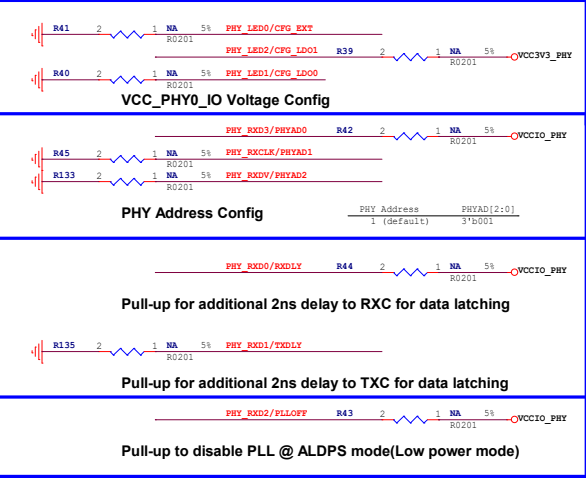 R41 2 1 NA 5% PHY_LED0/CFG_EXT
R0201
PHY_LED2/CFG_LDO1 R39 2 1 NA 5% VCC3V3_PHY
R0201
R40 2 1 NA 5% PHY_LED1/CFG_LDO0
R0201
VCC_PHY0_IO Voltage Config
PHY_RXD3/PHYAD0 R42 2 1 NA 5% VCCIO_PHY
R0201
R45 2 1 NA 5% PHY_RXCLK/PHYAD1
R0201
R133 2 1 NA 5% PHY_RXDV/PHYAD2
R0201
PHY Address Config
PHY Address PHYAD[2:0]
1 (default) 3'b001
PHY_RXD0/RXDLY R44 2 1 NA 5% VCCIO_PHY
R0201
Pull-up for additional 2ns delay to RXC for data latching
R135 2 1 NA 5% PHY_RXD1/TXDLY
R0201
Pull-up for additional 2ns delay to TXC for data latching
PHY_RXD2/PLLOFF R43 2 1 NA 5% VCCIO_PHY
R0201
Pull-up to disable PLL @ ALDPS mode(Low power mode)